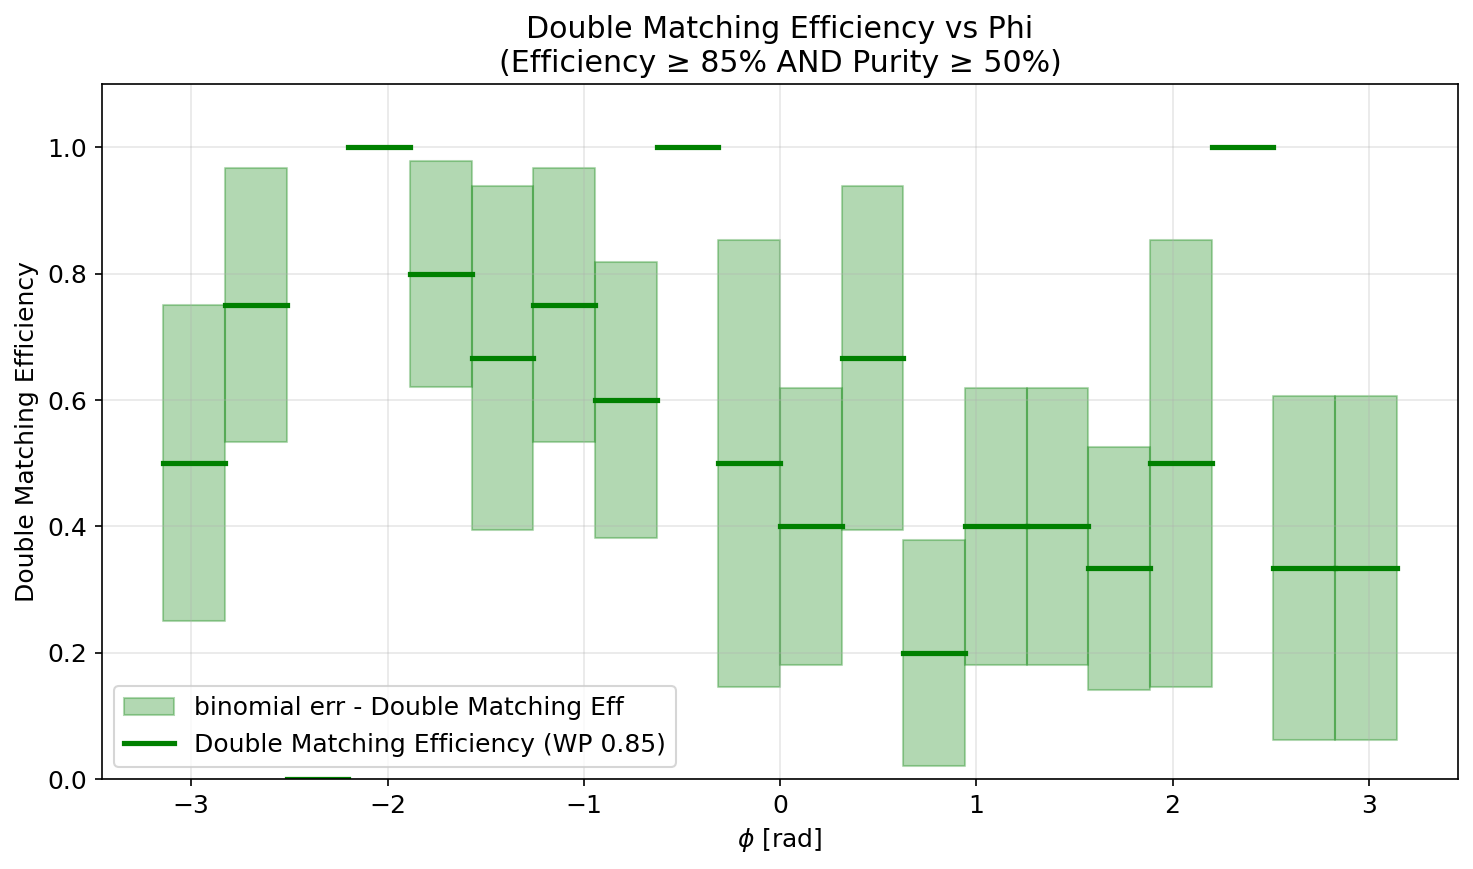 Double Matching Efficiency vs Phi
(Efficiency ≥ 85% AND Purity ≥ 50%)
Double Matching Efficiency
1.0
0.8
0.6
0.4
0.2
0.0
binomial err - Double Matching Eff
Double Matching Efficiency (WP 0.85)
−3 −2 −1 0 1 2 3
ϕ [rad]